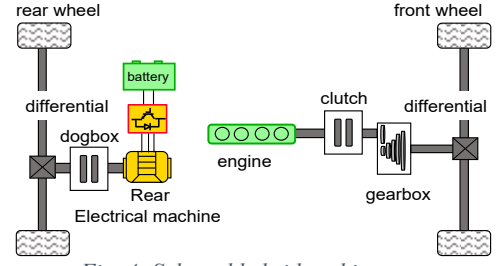 rear wheel
front wheel
battery
differential
clutch
differential
dogbox
engine
Rear
Electrical machine
gearbox